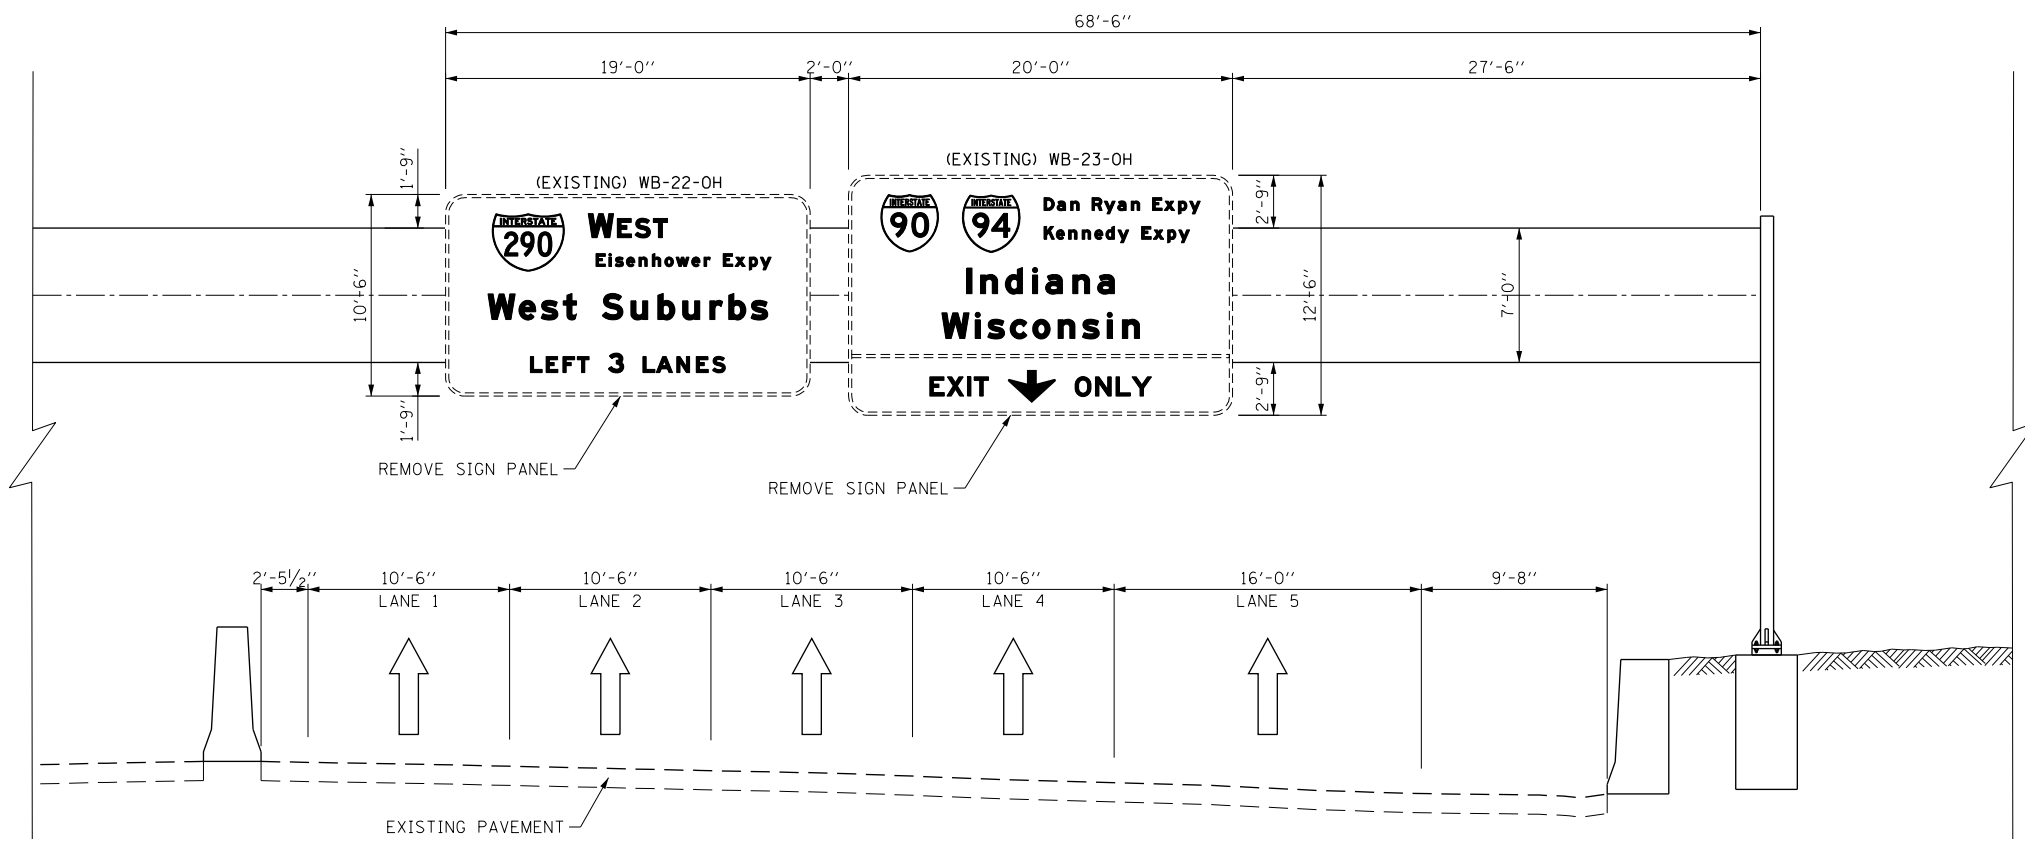 68'-6"
19'-0" 2'-0" 20'-0" 27'-6"
(EXISTING) WB-22-OH
1'-9"
10'-6"
1'-9"
INTERSTATE
290
WEST
Eisenhower Expy
West Suburbs
LEFT 3 LANES
REMOVE SIGN PANEL
(EXISTING) WB-23-OH
INTERSTATE
90
INTERSTATE
94
Dan Ryan Expy
Kennedy Expy
Indiana
Wisconsin
EXIT ONLY
REMOVE SIGN PANEL
2'-9"
12'-6"
2'-9"
7'-0"
2'-5½" 10'-6" 10'-6" 10'-6" 10'-6" 16'-0" 9'-8"
LANE 1 LANE 2 LANE 3 LANE 4 LANE 5
EXISTING PAVEMENT